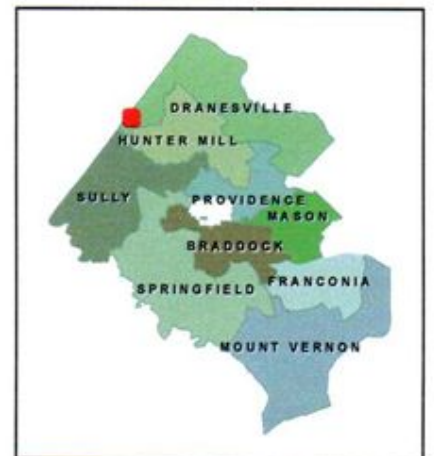 DRANESVILLE
HUNTER MILL
SULLY
PROVIDENCE
MASON
BRADDOCK
FRANCONIA
SPRINGFIELD
MOUNT VERNON